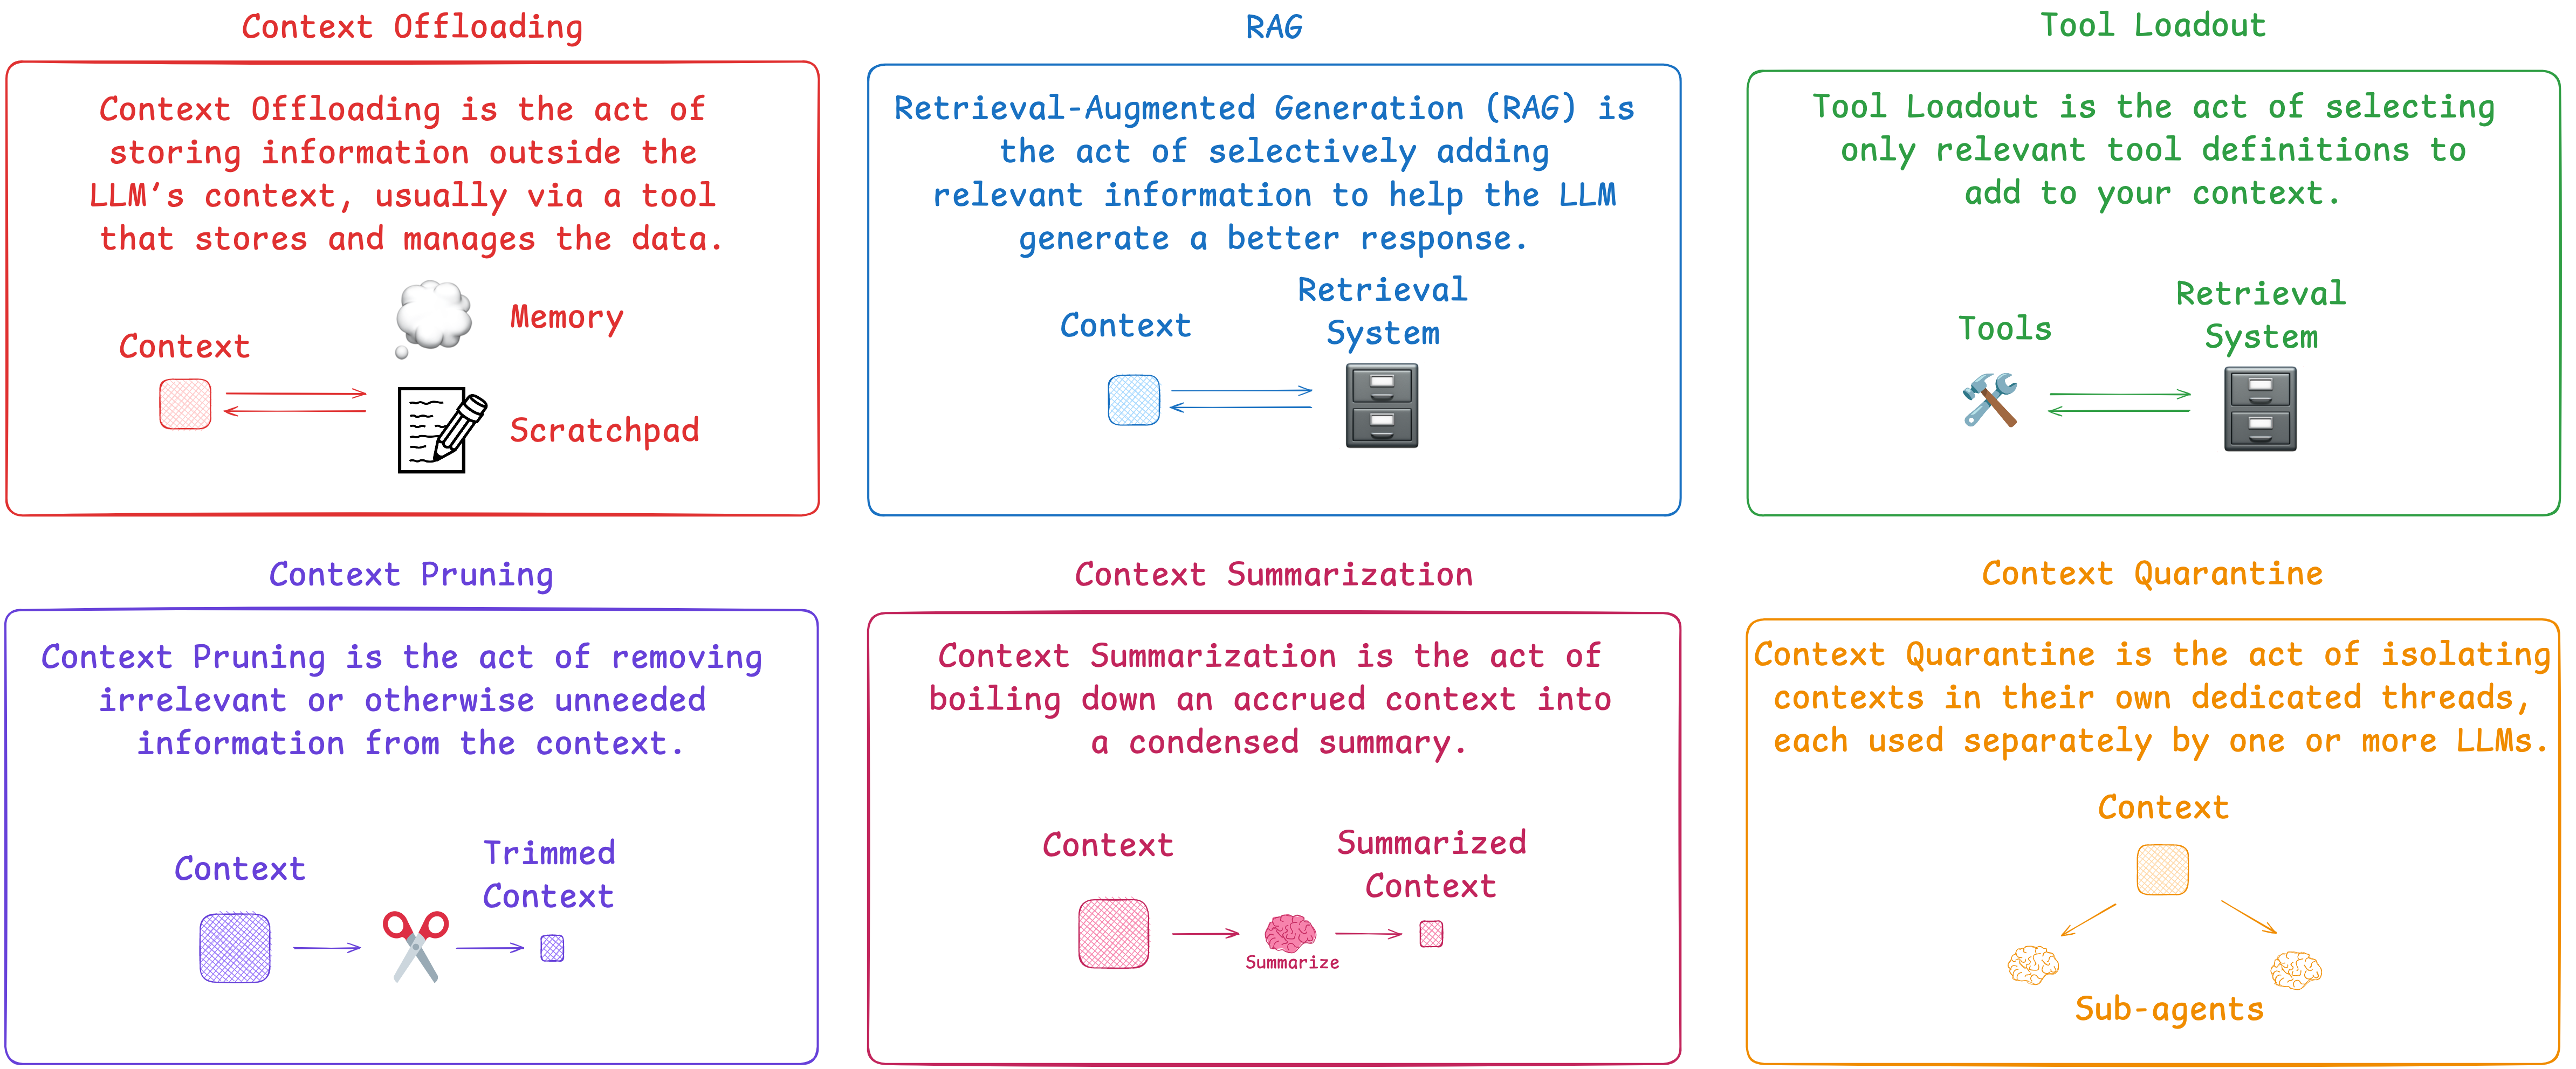 Context Offloading
Context Offloading is the act of
storing information outside the
LLM's context, usually via a tool
that stores and manages the data.
Memory
Context
Scratchpad
RAG
Retrieval-Augmented Generation (RAG) is
the act of selectively adding
relevant information to help the LLM
generate a better response.
Retrieval
System
Context
Tool Loadout
Tool Loadout is the act of selecting
only relevant tool definitions to
add to your context.
Retrieval
System
Tools
Context Pruning
Context Pruning is the act of removing
irrelevant or otherwise unneeded
information from the context.
Context
Trimmed
Context
Context Summarization
Context Summarization is the act of
boiling down an accrued context into
a condensed summary.
Context
Summarized
Context
Summarize
Context Quarantine
Context Quarantine is the act of isolating
contexts in their own dedicated threads,
each used separately by one or more LLMs.
Context
Sub-agents